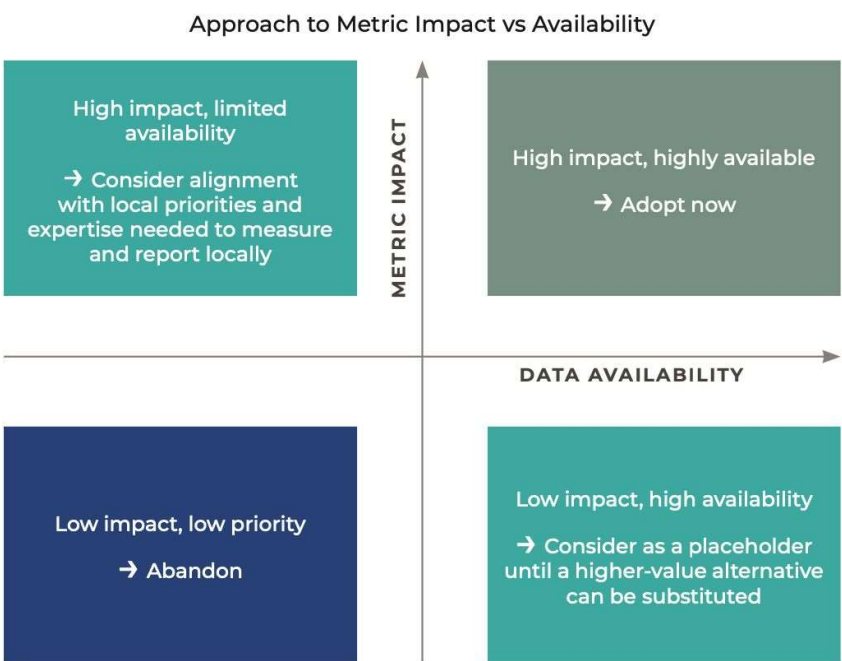 Approach to Metric Impact vs Availability
High impact, limited
availability
→ Consider alignment
with local priorities and
expertise needed to measure
and report locally
METRIC IMPACT
High impact, highly available
→ Adopt now
DATA AVAILABILITY
Low impact, low priority
→ Abandon
Low impact, high availability
→ Consider as a placeholder
until a higher-value alternative
can be substituted